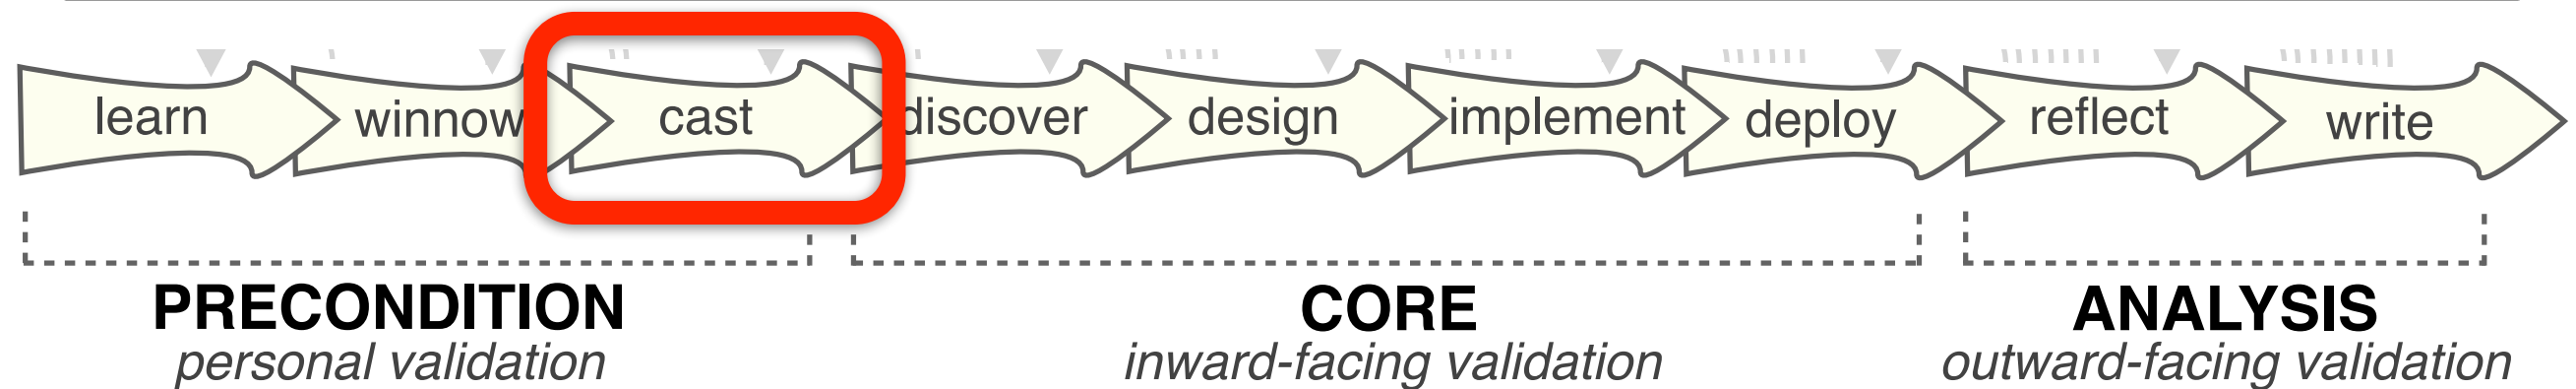 learn winnow cast discover design implement deploy reflect write
PRECONDITION CORE ANALYSIS
personal validation inward-facing validation outward-facing validation